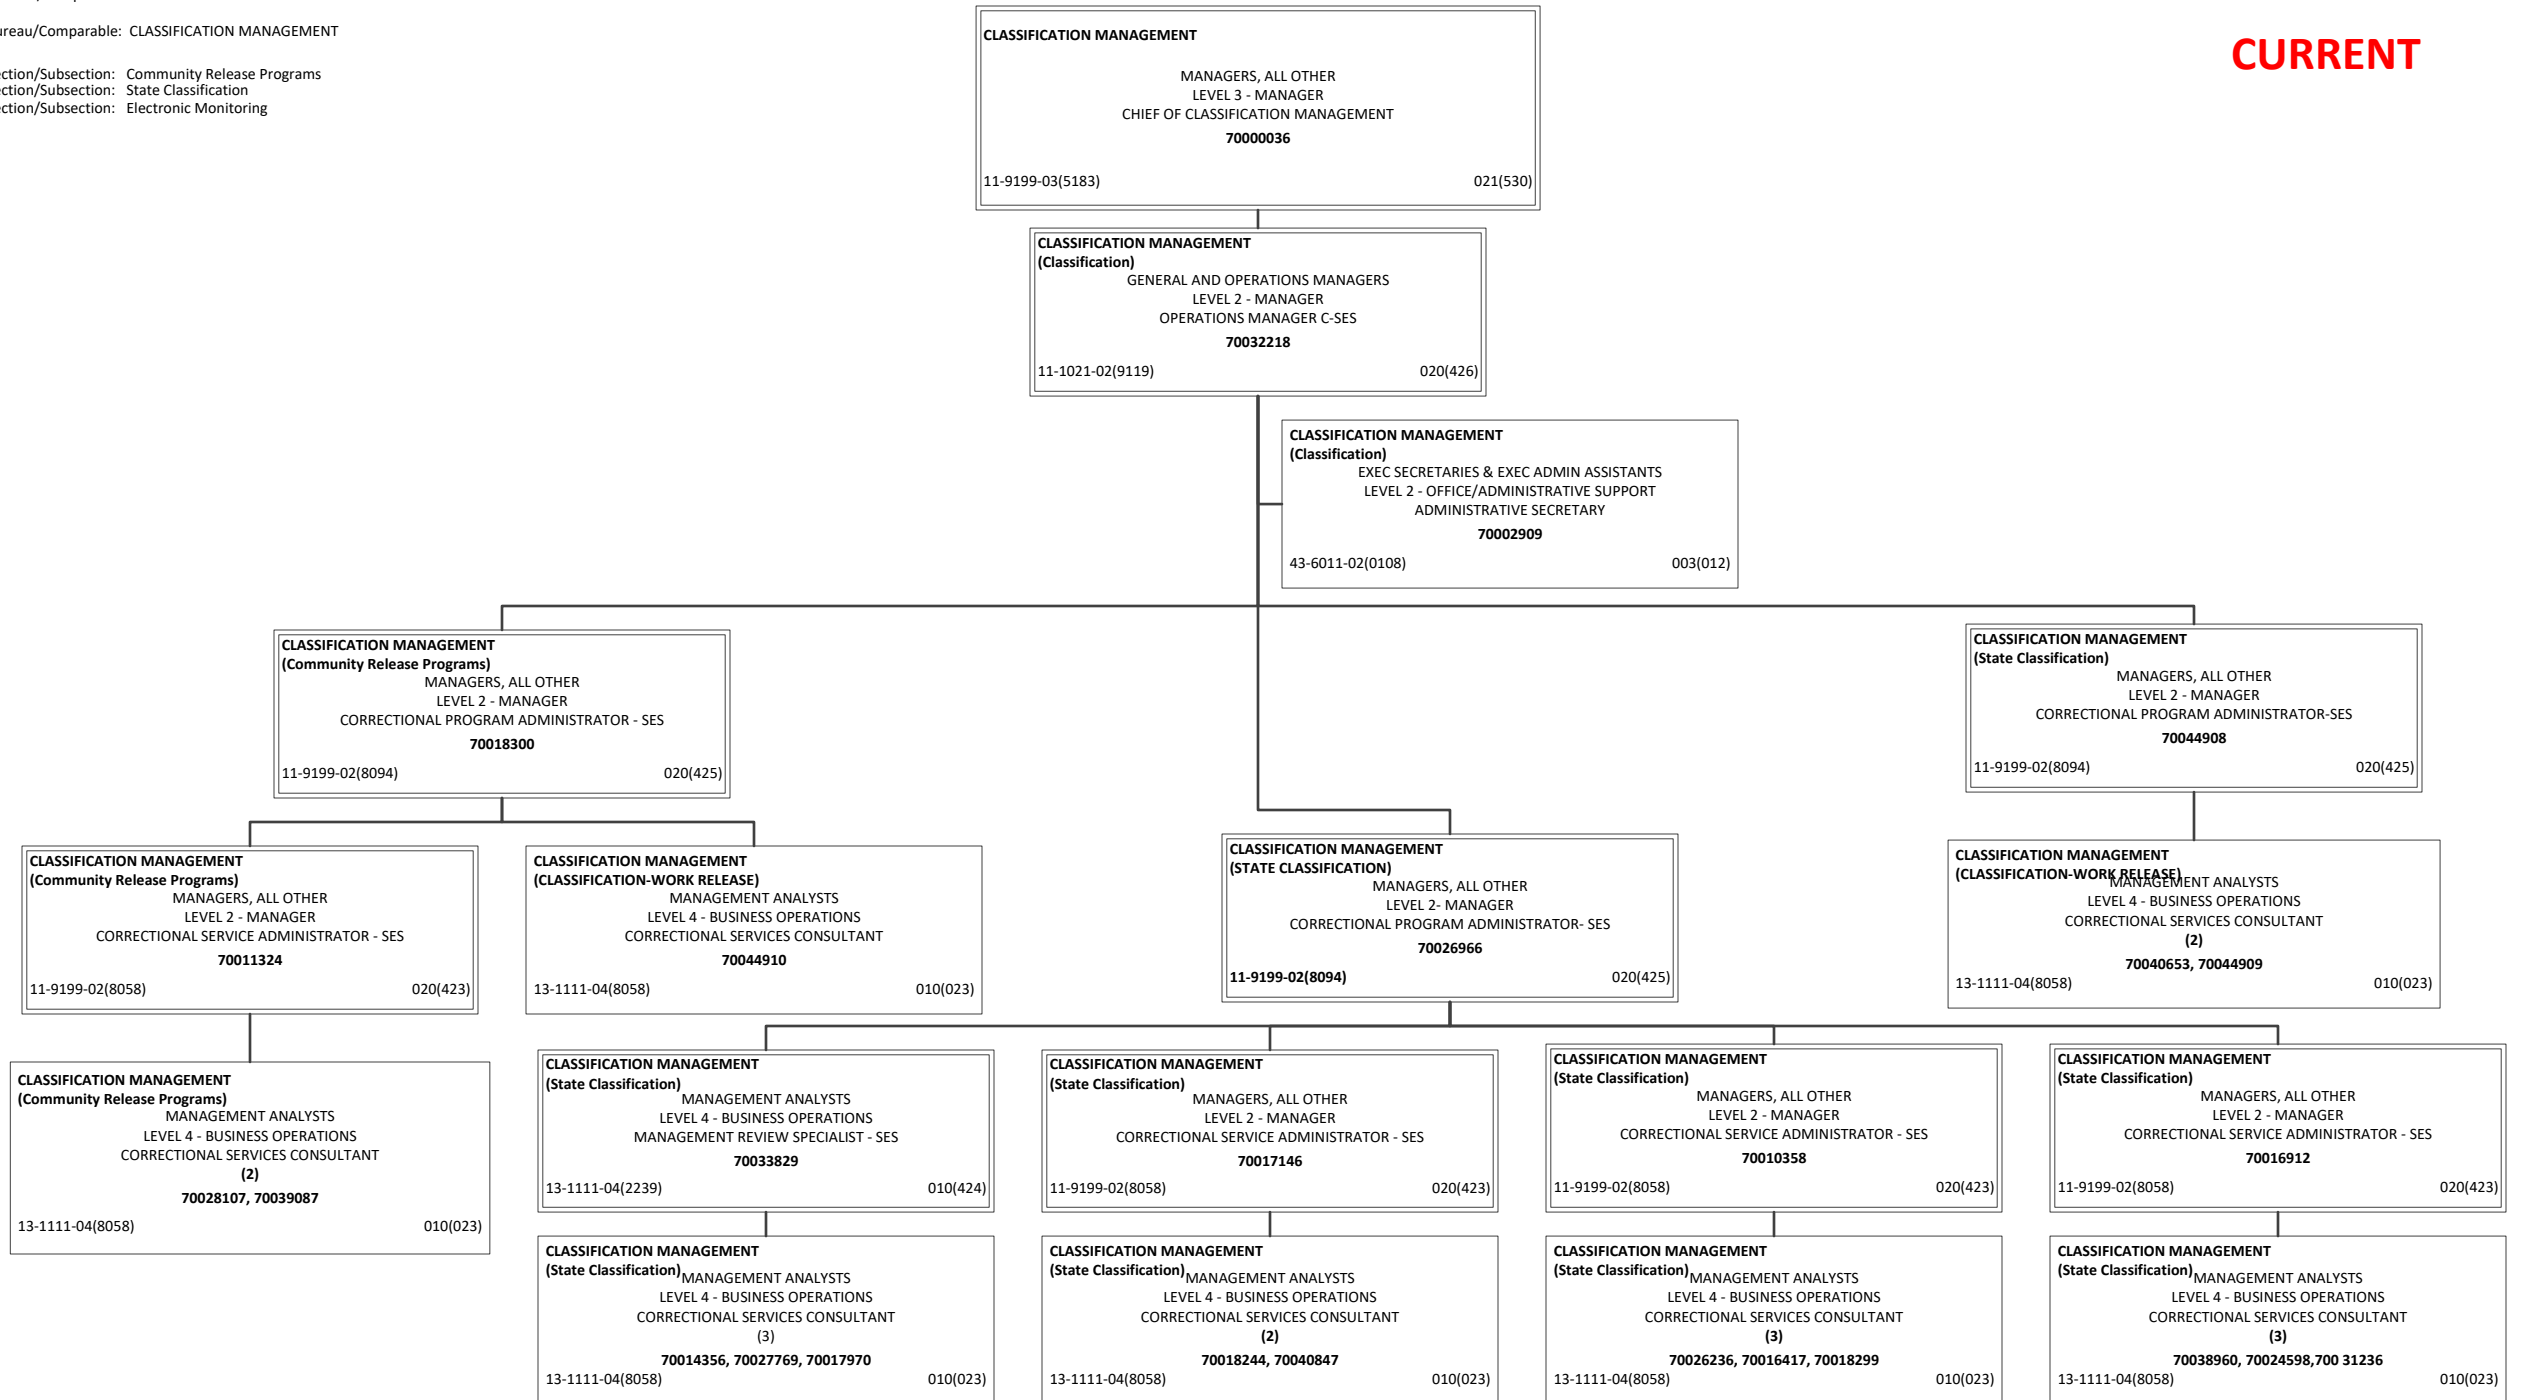 ureau/Comparable: CLASSIFICATION MANAGEMENT
ction/Subsection: Community Release Programs
ction/Subsection: State Classification
ction/Subsection: Electronic Monitoring
CURRENT
CLASSIFICATION MANAGEMENT
MANAGERS, ALL OTHER
LEVEL 3 - MANAGER
CHIEF OF CLASSIFICATION MANAGEMENT
70000036
11-9199-03(5183) 021(530)
CLASSIFICATION MANAGEMENT
(Classification)
GENERAL AND OPERATIONS MANAGERS
LEVEL 2 - MANAGER
OPERATIONS MANAGER C-SES
70032218
11-1021-02(9119) 020(426)
CLASSIFICATION MANAGEMENT
(Classification)
EXEC SECRETARIES & EXEC ADMIN ASSISTANTS
LEVEL 2 - OFFICE/ADMINISTRATIVE SUPPORT
ADMINISTRATIVE SECRETARY
70002909
43-6011-02(0108) 003(012)
CLASSIFICATION MANAGEMENT
(Community Release Programs)
MANAGERS, ALL OTHER
LEVEL 2 - MANAGER
CORRECTIONAL PROGRAM ADMINISTRATOR - SES
70018300
11-9199-02(8094) 020(425)
CLASSIFICATION MANAGEMENT
(State Classification)
MANAGERS, ALL OTHER
LEVEL 2 - MANAGER
CORRECTIONAL PROGRAM ADMINISTRATOR-SES
70044908
11-9199-02(8094) 020(425)
CLASSIFICATION MANAGEMENT
(Community Release Programs)
MANAGERS, ALL OTHER
LEVEL 2 - MANAGER
CORRECTIONAL SERVICE ADMINISTRATOR - SES
70011324
11-9199-02(8058) 020(423)
CLASSIFICATION MANAGEMENT
(CLASSIFICATION-WORK RELEASE)
MANAGEMENT ANALYSTS
LEVEL 4 - BUSINESS OPERATIONS
CORRECTIONAL SERVICES CONSULTANT
70044910
13-1111-04(8058) 010(023)
CLASSIFICATION MANAGEMENT
(STATE CLASSIFICATION)
MANAGERS, ALL OTHER
LEVEL 2- MANAGER
CORRECTIONAL PROGRAM ADMINISTRATOR- SES
70026966
11-9199-02(8094) 020(425)
CLASSIFICATION MANAGEMENT
(CLASSIFICATION-WORK RELEASE)
MANAGEMENT ANALYSTS
LEVEL 4 - BUSINESS OPERATIONS
CORRECTIONAL SERVICES CONSULTANT
(2)
70040653, 70044909
13-1111-04(8058) 010(023)
CLASSIFICATION MANAGEMENT
(Community Release Programs)
MANAGEMENT ANALYSTS
LEVEL 4 - BUSINESS OPERATIONS
CORRECTIONAL SERVICES CONSULTANT
(2)
70028107, 70039087
13-1111-04(8058) 010(023)
CLASSIFICATION MANAGEMENT
(State Classification)
MANAGEMENT ANALYSTS
LEVEL 4 - BUSINESS OPERATIONS
MANAGEMENT REVIEW SPECIALIST - SES
70033829
13-1111-04(2239) 010(424)
CLASSIFICATION MANAGEMENT
(State Classification)
MANAGERS, ALL OTHER
LEVEL 2 - MANAGER
CORRECTIONAL SERVICE ADMINISTRATOR - SES
70017146
11-9199-02(8058) 020(423)
CLASSIFICATION MANAGEMENT
(State Classification)
MANAGERS, ALL OTHER
LEVEL 2 - MANAGER
CORRECTIONAL SERVICE ADMINISTRATOR - SES
70010358
11-9199-02(8058) 020(423)
CLASSIFICATION MANAGEMENT
(State Classification)
MANAGERS, ALL OTHER
LEVEL 2 - MANAGER
CORRECTIONAL SERVICE ADMINISTRATOR - SES
70016912
11-9199-02(8058) 020(423)
CLASSIFICATION MANAGEMENT
(State Classification)
MANAGEMENT ANALYSTS
LEVEL 4 - BUSINESS OPERATIONS
CORRECTIONAL SERVICES CONSULTANT
(3)
70014356, 70027769, 70017970
13-1111-04(8058) 010(023)
CLASSIFICATION MANAGEMENT
(State Classification)
MANAGEMENT ANALYSTS
LEVEL 4 - BUSINESS OPERATIONS
CORRECTIONAL SERVICES CONSULTANT
(2)
70018244, 70040847
13-1111-04(8058) 010(023)
CLASSIFICATION MANAGEMENT
(State Classification)
MANAGEMENT ANALYSTS
LEVEL 4 - BUSINESS OPERATIONS
CORRECTIONAL SERVICES CONSULTANT
(3)
70026236, 70016417, 70018299
13-1111-04(8058) 010(023)
CLASSIFICATION MANAGEMENT
(State Classification)
MANAGEMENT ANALYSTS
LEVEL 4 - BUSINESS OPERATIONS
CORRECTIONAL SERVICES CONSULTANT
(3)
70038960, 70024598,700 31236
13-1111-04(8058) 010(023)